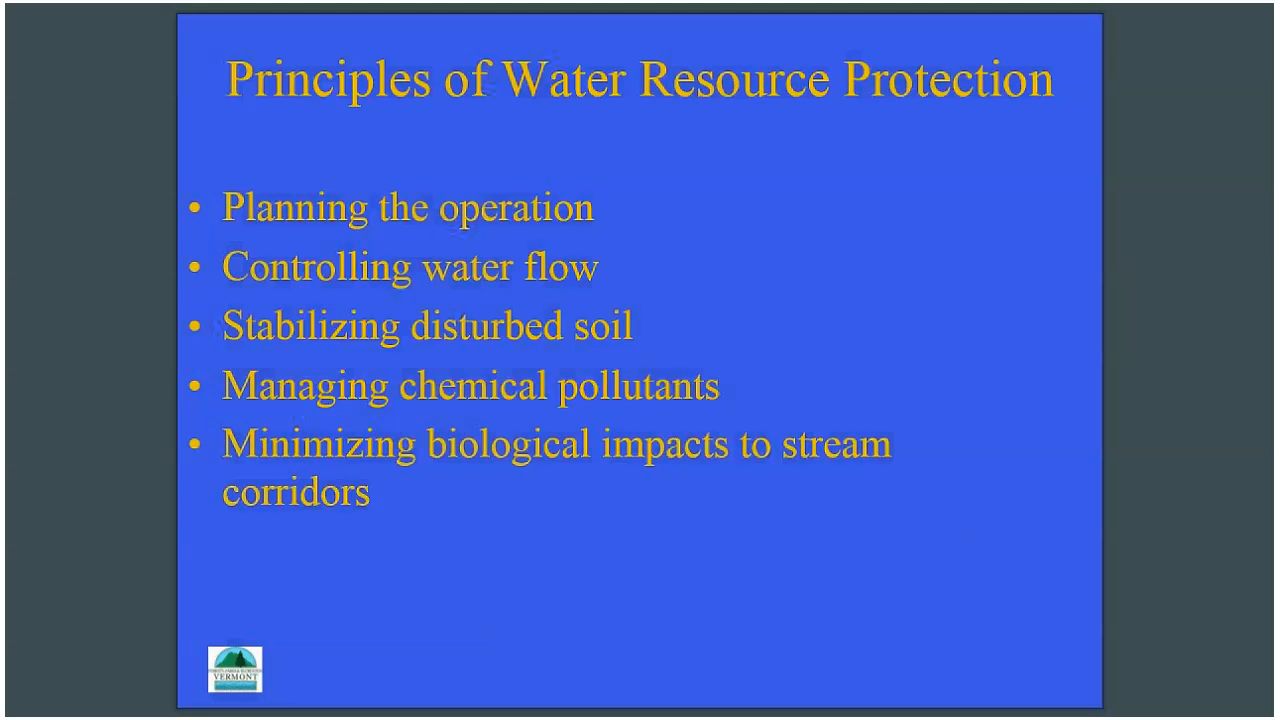 Principles of Water Resource Protection
• Planning the operation
• Controlling water flow
• Stabilizing disturbed soil
• Managing chemical pollutants
• Minimizing biological impacts to stream
corridors
VERMONT